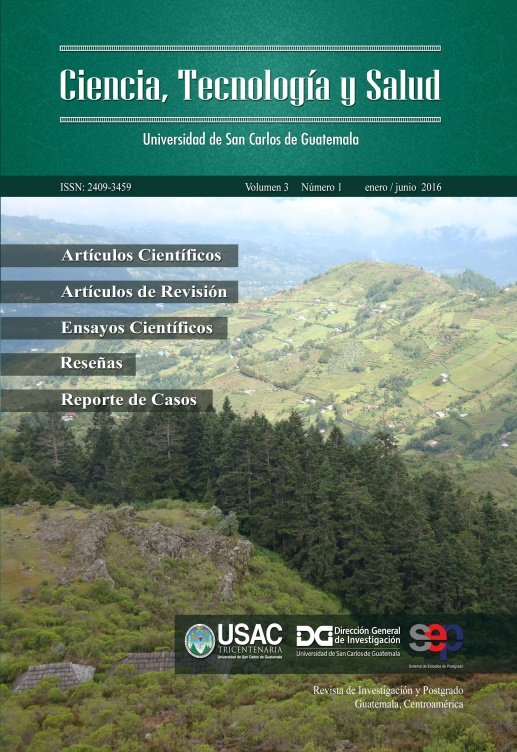 Ciencia, Tecnología y Salud
Universidad de San Carlos de Guatemala
ISSN: 2409-3459 Volumen 3 Número 1 enero / junio 2016
Artículos Científicos
Artículos de Revisión
Ensayos Científicos
Reseñas
Reporte de Casos
USAC
TRICENTENARIA
Universidad de San Carlos de Guatemala
DGi Dirección General
de Investigación
Universidad de San Carlos de Guatemala
sep
Sistema de Estudios de Postgrado
Revista de Investigación y Postgrado
Guatemala, Centroamérica